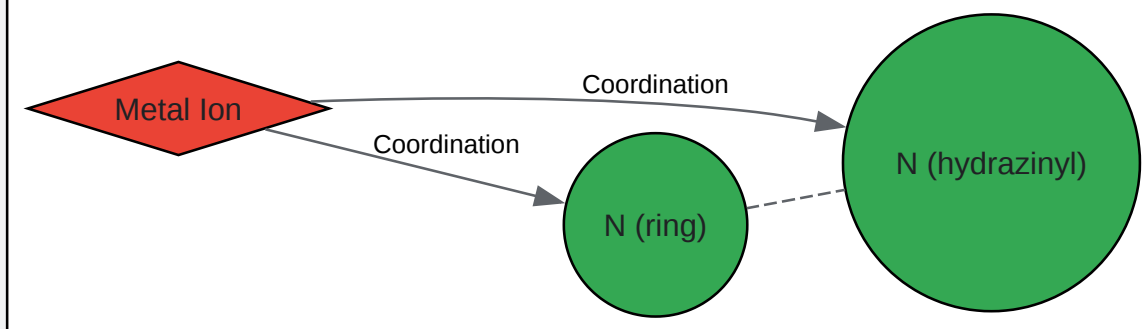 Coordination
Metal Ion
Coordination
N (hydrazinyl)
N (ring)